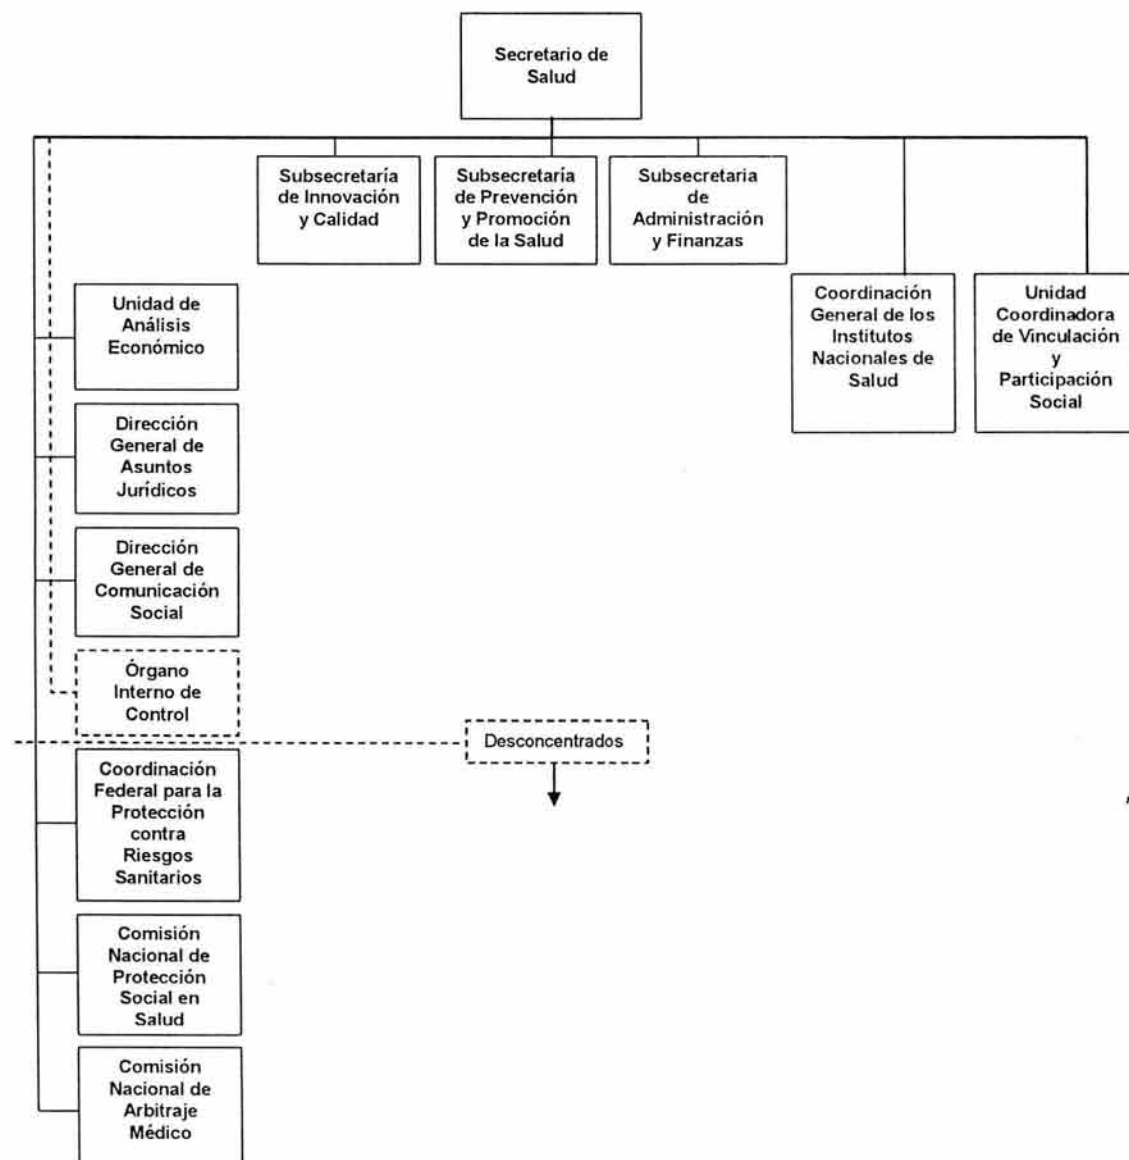 Secretario de
Salud
Subsecretaría
de Innovación
y Calidad
Subsecretaría
de Prevención
y Promoción
de la Salud
Subsecretaria
de
Administración
y Finanzas
Coordinación
General de los
Institutos
Nacionales de
Salud
Unidad
Coordinadora
de Vinculación
y
Participación
Social
Unidad de
Análisis
Económico
Dirección
General de
Asuntos
Jurídicos
Dirección
General de
Comunicación
Social
Órgano
Interno de
Control
Desconcentrados
Coordinación
Federal para la
Protección
contra
Riesgos
Sanitarios
Comisión
Nacional de
Protección
Social en
Salud
Comisión
Nacional de
Arbitraje
Médico